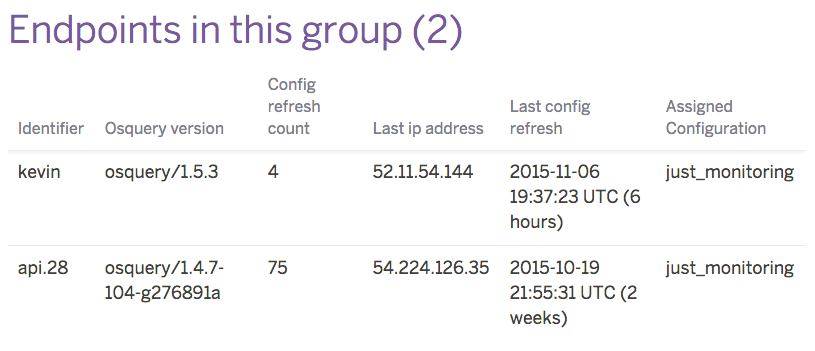 Endpoints in this group (2)
Config
refresh
count
Last config
refresh
Assigned
Configuration
Identifier
Osquery version
Last ip address
kevin
osquery/1.5.3
4
52.11.54.144
2015-11-06
19:37:23 UTC (6
hours)
just_monitoring
api.28
osquery/1.4.7-
104-g276891a
75
54.224.126.35
2015-10-19
21:55:31 UTC (2
weeks)
just_monitoring